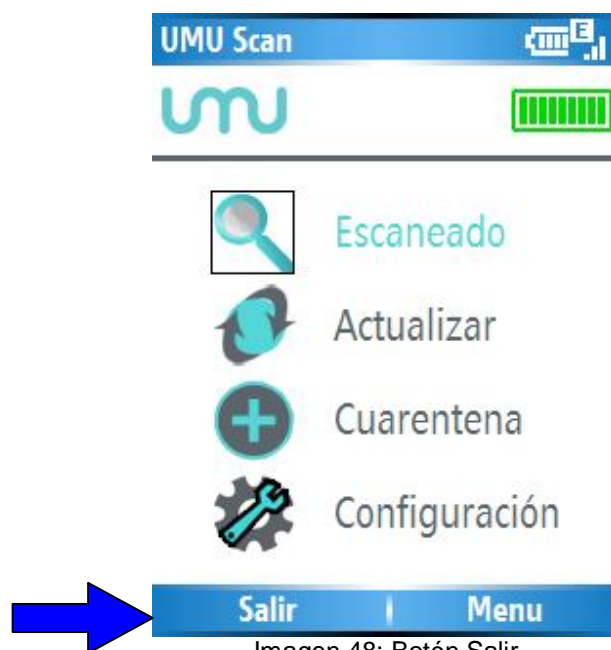 UMU Scan
E
umu
Escaneado
Actualizar
Cuarentena
Configuración
Salir Menu
Imagen 48: Botón Salir